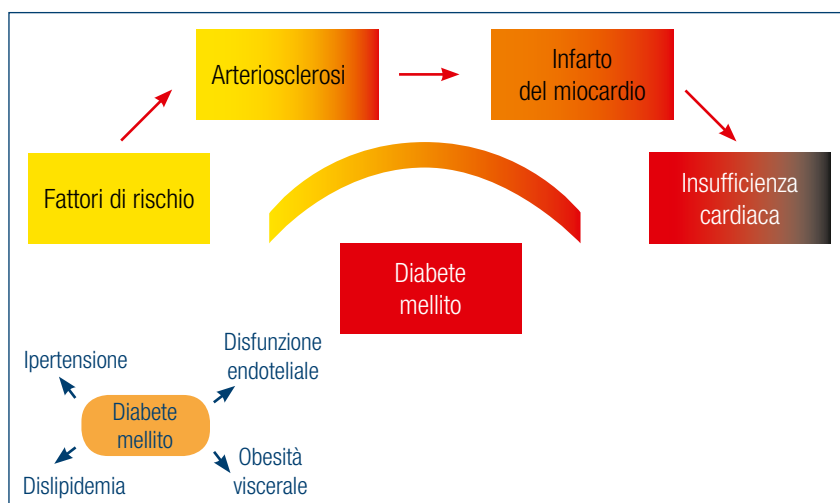 Arteriosclerosi
Infarto
del miocardio
Fattori di rischio
Insufficienza
cardiaca
Diabete
mellito
Ipertensione
Disfunzione
endoteliale
Diabete
mellito
Dislipidemia
Obesità
viscerale